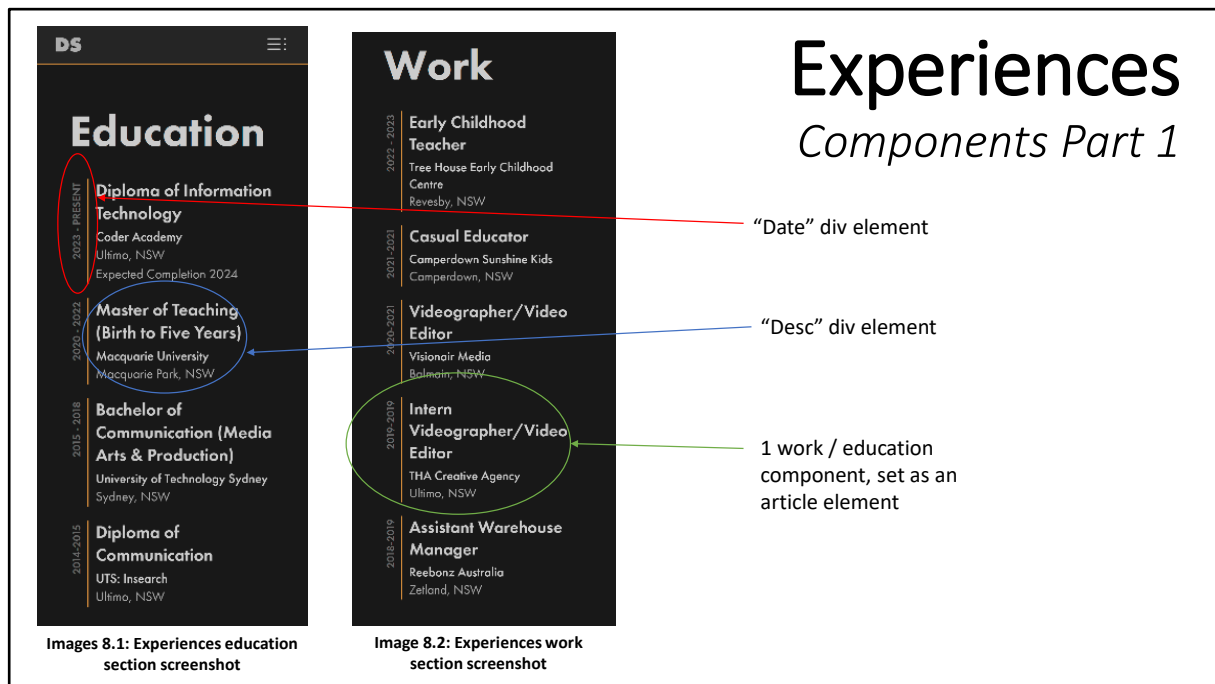 DS
Education
2023 - PRESENT
Diploma of Information
Technology
Coder Academy
Ultimo, NSW
Expected Completion 2024
2020 - 2022
Master of Teaching
(Birth to Five Years)
Macquarie University
Macquarie Park, NSW
2015 - 2018
Bachelor of
Communication (Media
Arts & Production)
University of Technology Sydney
Sydney, NSW
2014-2015
Diploma of
Communication
UTS: Insearch
Ultimo, NSW
Images 8.1: Experiences education
section screenshot
Work
2022 - 2023
Early Childhood
Teacher
Tree House Early Childhood
Centre
Revesby, NSW
2021-2021
Casual Educator
Camperdown Sunshine Kids
Camperdown, NSW
2020-2021
Videographer/Video
Editor
Visionair Media
Balmain, NSW
2019-2019
Intern
Videographer/Video
Editor
THA Creative Agency
Ultimo, NSW
2018-2019
Assistant Warehouse
Manager
Reebonz Australia
Zetland, NSW
Image 8.2: Experiences work
section screenshot
Experiences
Components Part 1
“Date” div element
“Desc” div element
1 work / education
component, set as an
article element